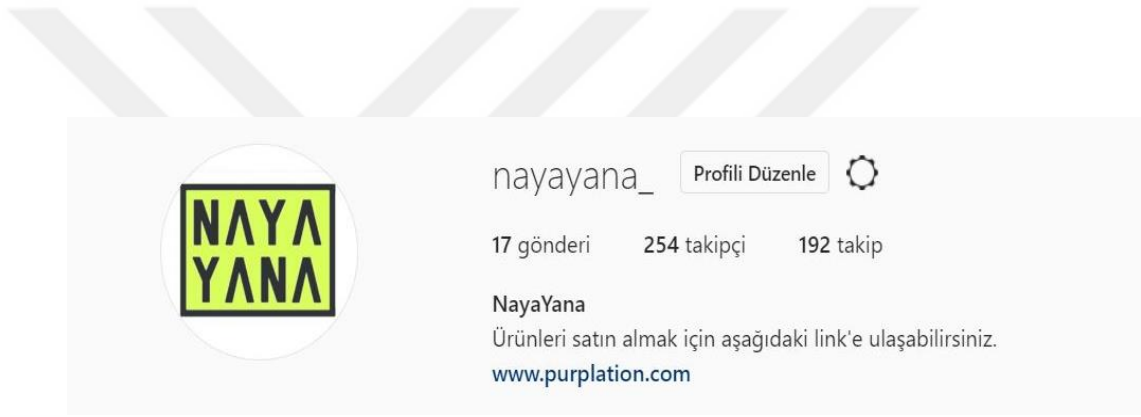 NAYA
YANA
nayayana_ Profili Düzenle
17 gönderi 254 takipçi 192 takip
NayaYana
Ürünleri satın almak için aşağıdaki link'e ulaşabilirsiniz.
www.purplation.com